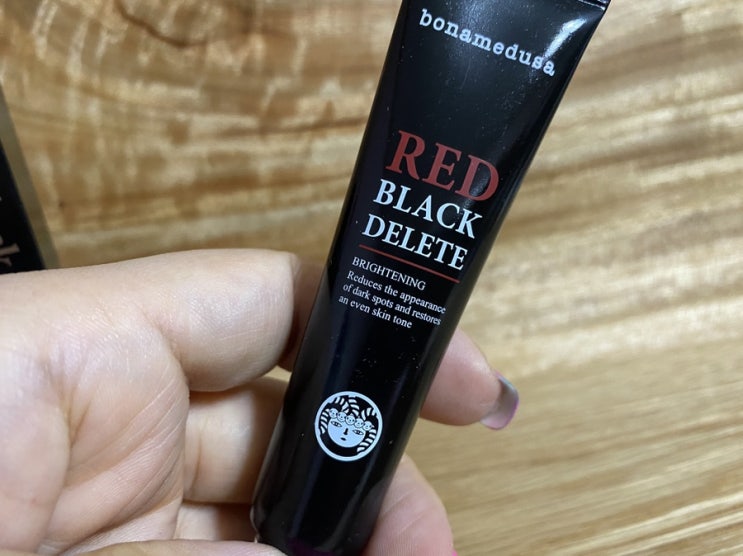 bonamedusa
RED
BLACK
DELETE
BRIGHTENING
Reduces the appearance
of dark spots and restores
an even skin tone